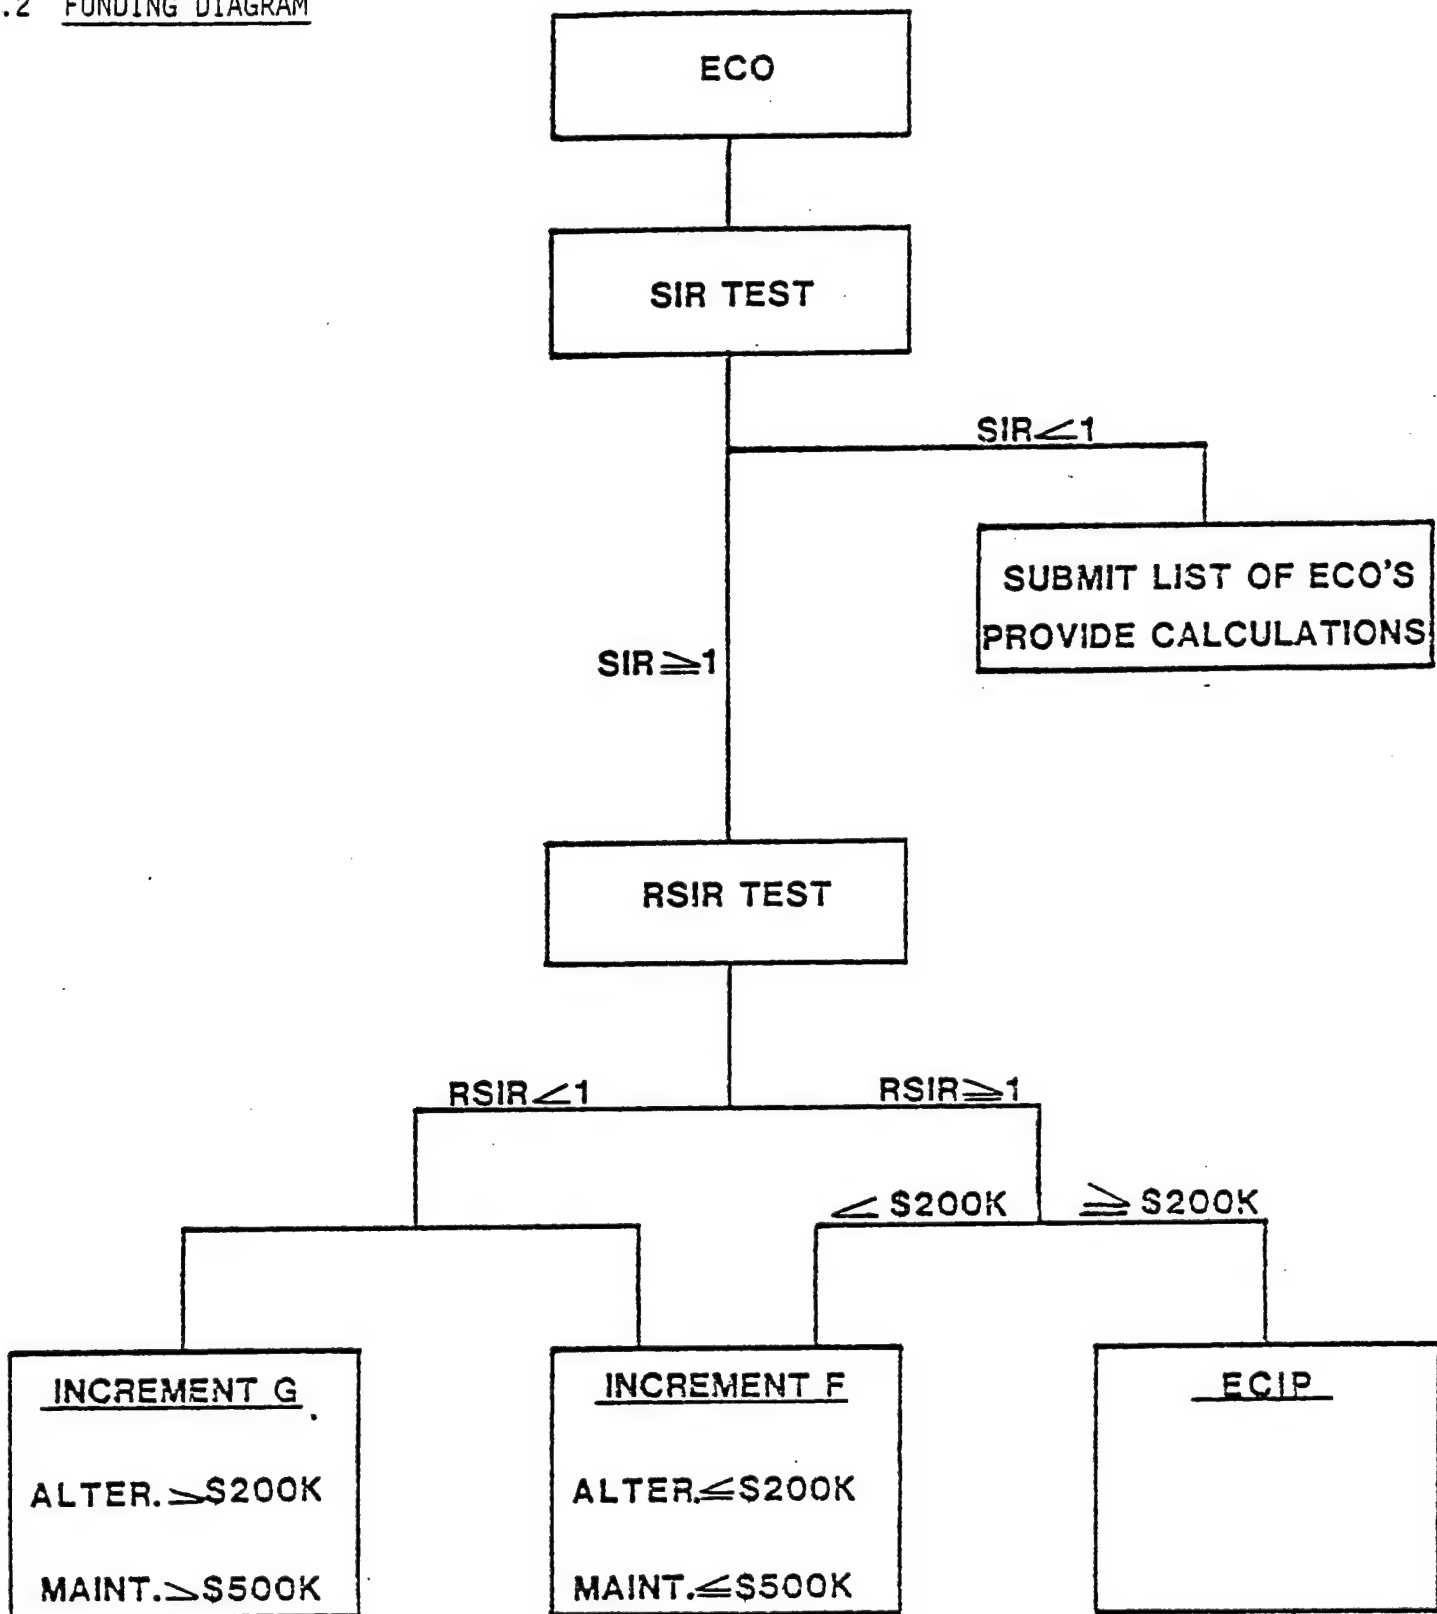 .2 FUNDING DIAGRAM
ECO
SIR TEST
SIR<1
SUBMIT LIST OF ECO'S
PROVIDE CALCULATIONS
SIR≧1
RSIR TEST
RSIR<1
RSIR≧1
< $200K
≧ $200K
INCREMENT G
ALTER.>$200K
MAINT.>$500K
INCREMENT F
ALTER.≦$200K
MAINT.≦$500K
ECIP